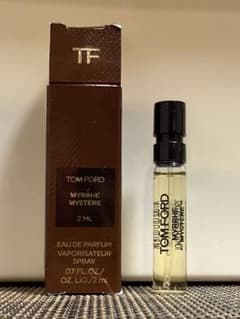 TF
TOM FORD
MYRRHE
MYSTÈRE
2 ML
EAU DE PARFUM
VAPORISATEUR
SPRAY
.07 FL.OZ./
OZ. LIQ./2 ml
TOM FORD
MYRRHE
MYSTÈRE